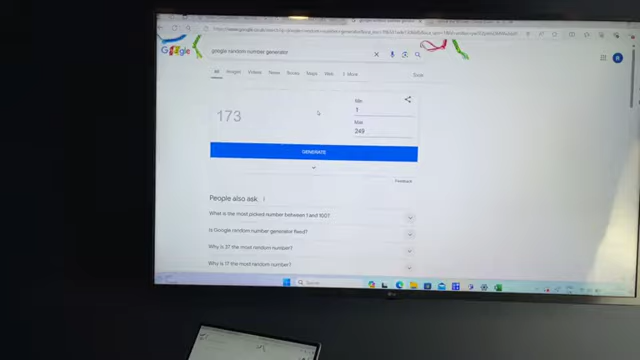 Google
google random number generator
All Images Videos News Books Maps Web More Tools
173
Min
1
Max
249
GENERATE
Feedback
People also ask
What is the most picked number between 1 and 100?
Is Google random number generator fixed?
Why is 37 the most random number?
Why is 17 the most random number?
Search
LG